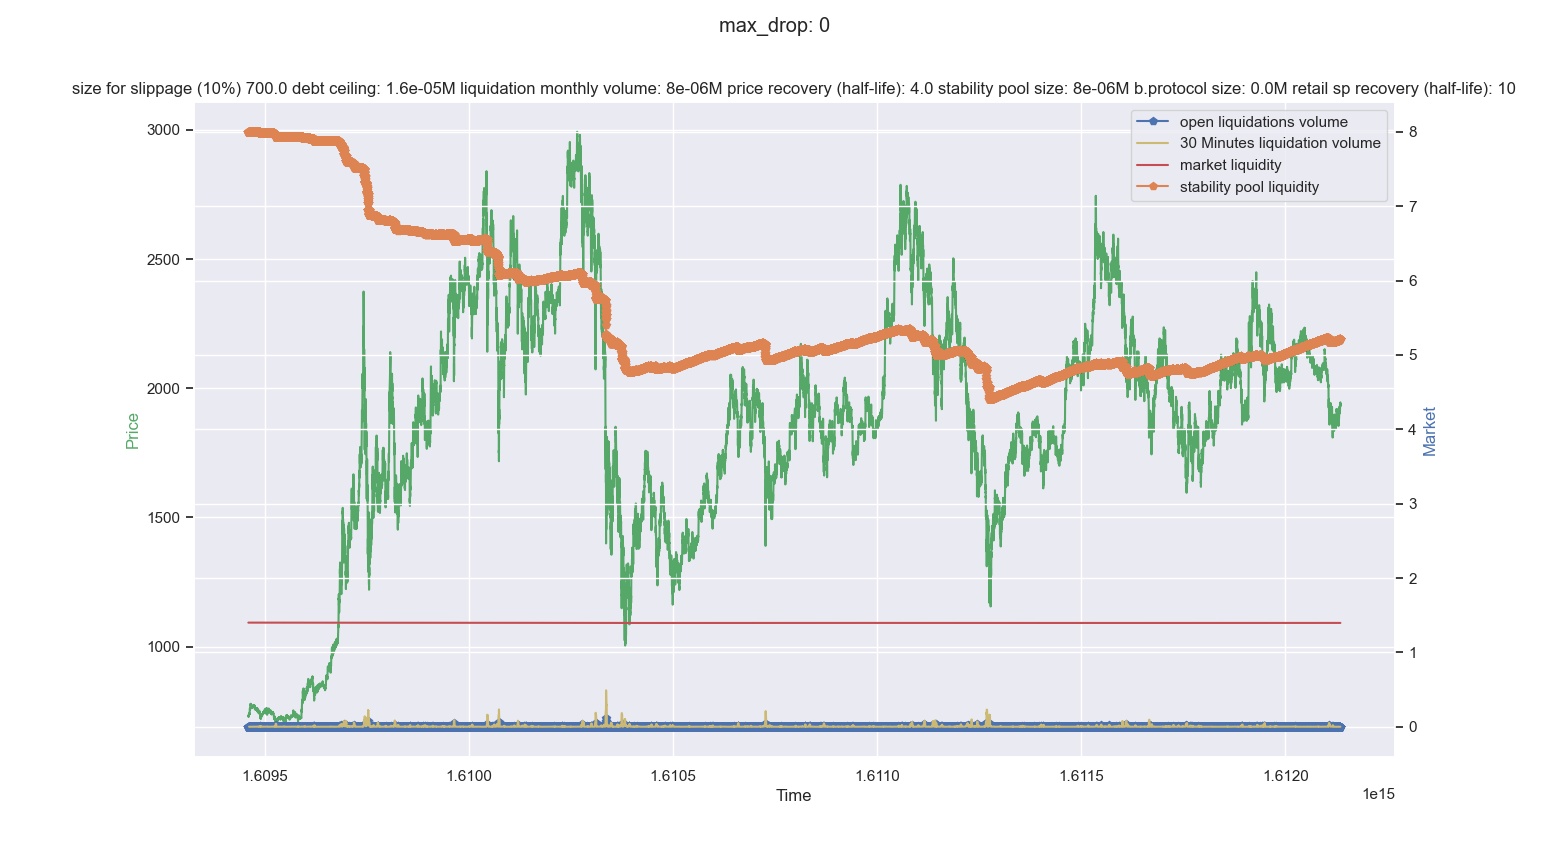 max_drop: 0
size for slippage (10%) 700.0 debt ceiling: 1.6e-05M liquidation monthly volume: 8e-06M price recovery (half-life): 4.0 stability pool size: 8e-06M b.protocol size: 0.0M retail sp recovery (half-life): 10
open liquidations volume
30 Minutes liquidation volume
market liquidity
stability pool liquidity
3000
2500
2000
1500
1000
Price
8
7
6
5
4
3
2
1
0
Market
1.6095 1.6100 1.6105 1.6110 1.6115 1.6120
Time
1e15